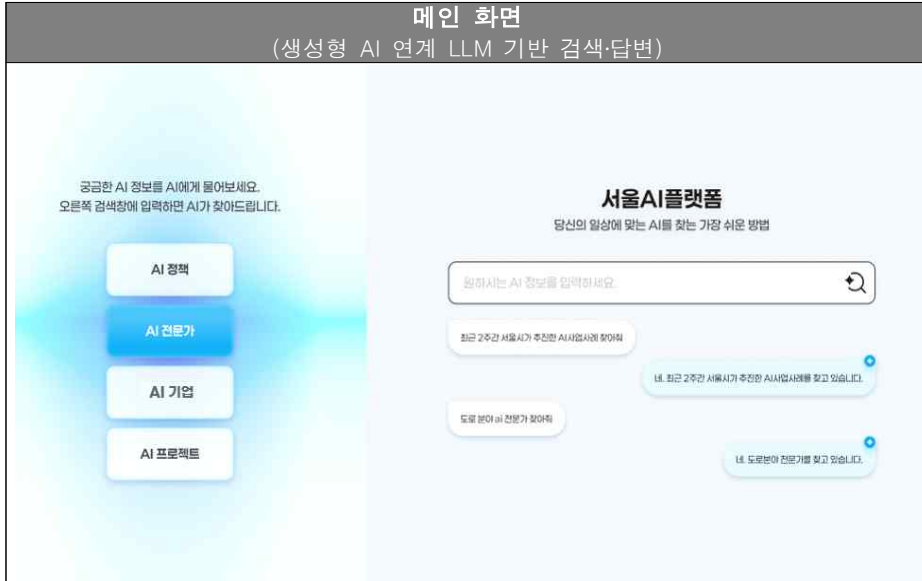 메인 화면
(생성형 AI 연계 LLM 기반 검색·답변)
궁금한 AI 정보를 AI에게 물어보세요.
오른쪽 검색창에 입력하면 AI가 찾아드립니다.
AI 정책
AI 전문가
AI 기업
AI 프로젝트
서울AI플랫폼
당신의 일상에 맞는 AI를 찾는 가장 쉬운 방법
원하시는 AI 정보를 입력하세요.
최근 2주간 서울시가 추진한 AI사업사례 찾아줘
네. 최근 2주간 서울시가 추진한 AI사업사례를 찾고 있습니다.
도로 분야 ai 전문가 찾아줘
네. 도로분야 전문가를 찾고 있습니다.